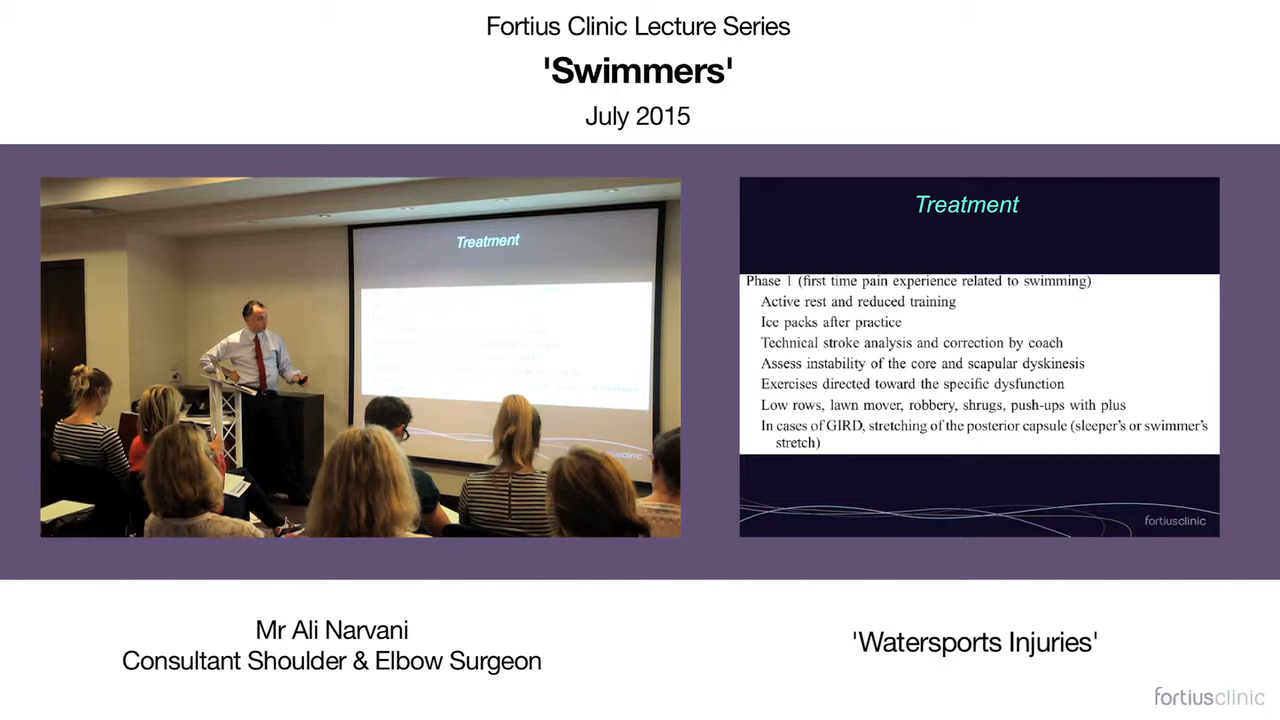 Fortius Clinic Lecture Series
'Swimmers'
July 2015
Treatment
fortiusclinic
Treatment
Phase 1 (first time pain experience related to swimming)
Active rest and reduced training
Ice packs after practice
Technical stroke analysis and correction by coach
Assess instability of the core and scapular dyskinesis
Exercises directed toward the specific dysfunction
Low rows, lawn mover, robbery, shrugs, push-ups with plus
In cases of GIRD, stretching of the posterior capsule (sleeper's or swimmer's
stretch)
fortiusclinic
Mr Ali Narvani
Consultant Shoulder & Elbow Surgeon
'Watersports Injuries'
fortiusclinic